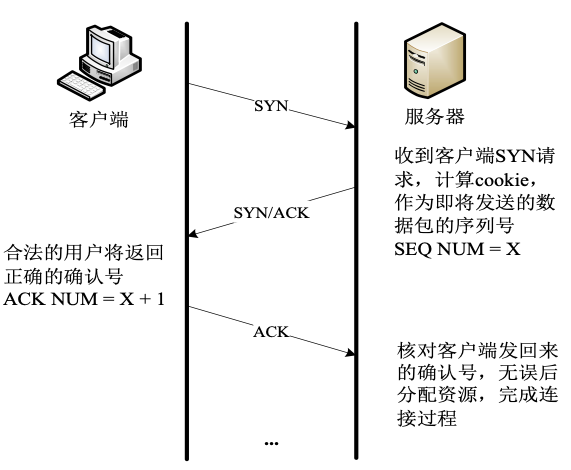 客户端
服务器
SYN
收到客户端SYN请
求，计算cookie，
作为即将发送的数
据包的序列号
SEQ NUM = X
SYN/ACK
合法的用户将返回
正确的确认号
ACK NUM = X + 1
ACK
核对客户端发回来
的确认号，无误后
分配资源，完成连
接过程
...